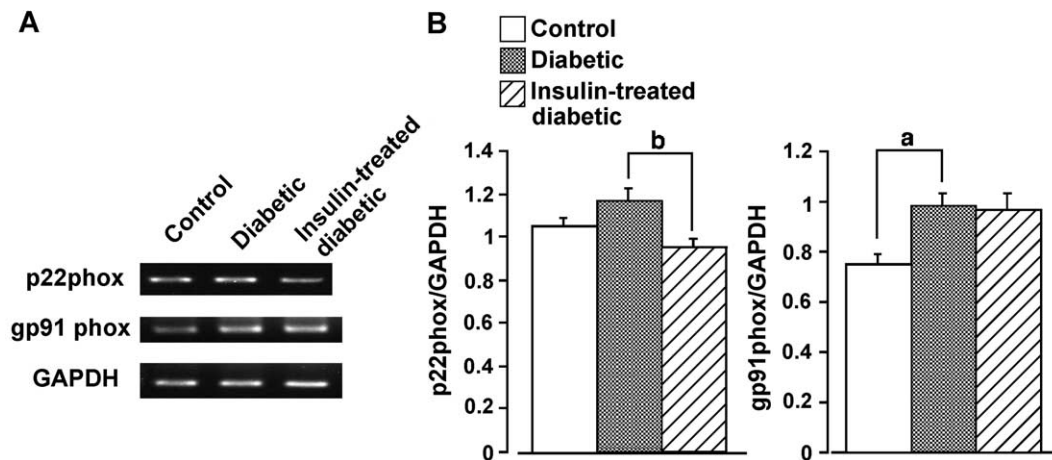 A
Control
Diabetic
Insulin-treated
diabetic
p22phox
gp91 phox
GAPDH
B
Control
Diabetic
Insulin-treated
diabetic
p22phox/GAPDH
1.4
1.2
1
0.8
0.6
0.4
0.2
0
b
gp91phox/GAPDH
1.2
1
0.8
0.6
0.4
0.2
0
a